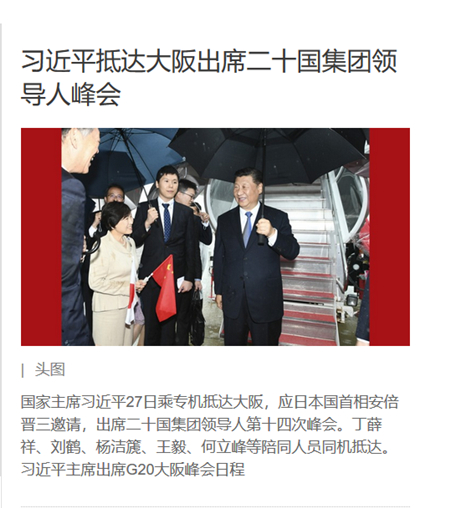 习近平抵达大阪出席二十国集团领
导人峰会
| 头图
国家主席习近平27日乘专机抵达大阪，应日本国首相安倍
晋三邀请，出席二十国集团领导人第十四次峰会。丁薛
祥、刘鹤、杨洁篪、王毅、何立峰等陪同人员同机抵达。
习近平主席出席G20大阪峰会日程